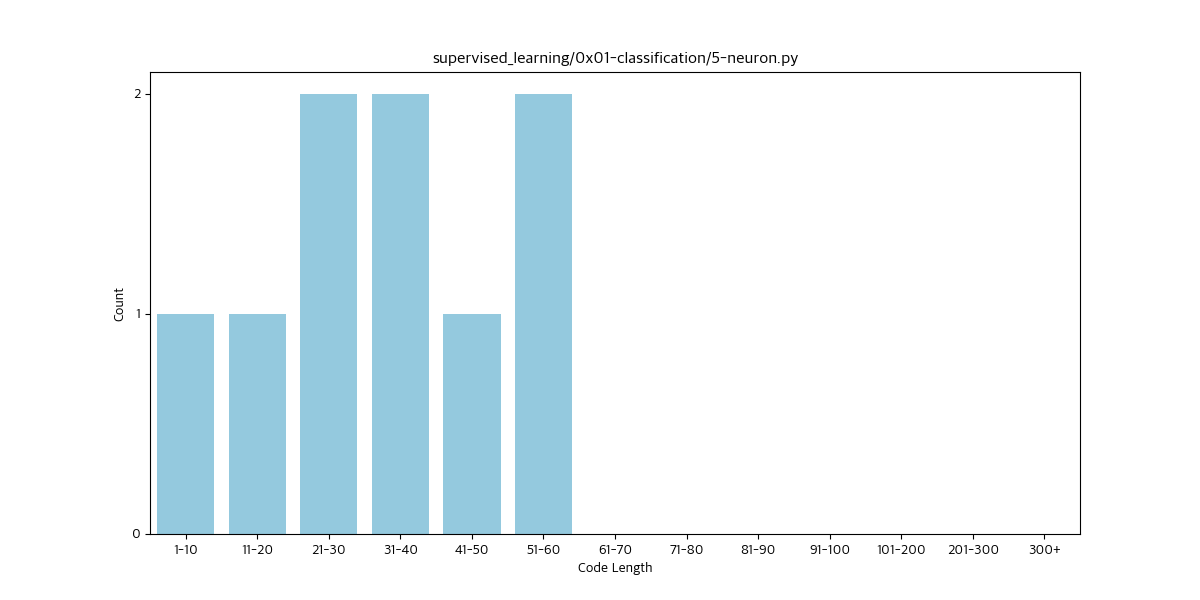 supervised_learning/0x01-classification/5-neuron.py
2
1
0
Count
1-10 11-20 21-30 31-40 41-50 51-60 61-70 71-80 81-90 91-100 101-200 201-300 300+
Code Length